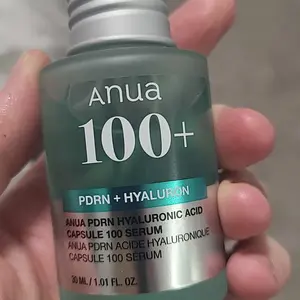 Anua
100+
PDRN + HYALURON
ANUA PDRN HYALURONIC ACID
CAPSULE 100 SERUM
ANUA PDRN ACIDE HYALURONIQUE
CAPSULE 100 SÉRUM
30 ML / 1.01 FL. OZ.